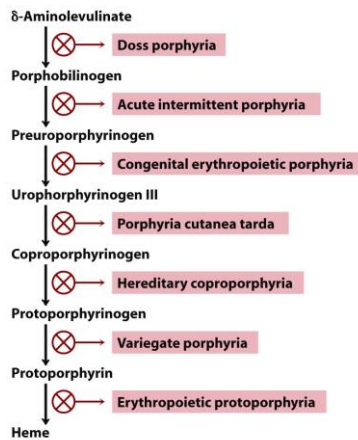 δ-Aminolevulinate
Doss porphyria
Porphobilinogen
Acute intermittent porphyria
Preuroporphyrinogen
Congenital erythropoietic porphyria
Urophorphyrinogen III
Porphyria cutanea tarda
Coproporphyrinogen
Hereditary coproporphyria
Protoporphyrinogen
Variegate porphyria
Protoporphyrin
Erythropoietic protoporphyria
Heme